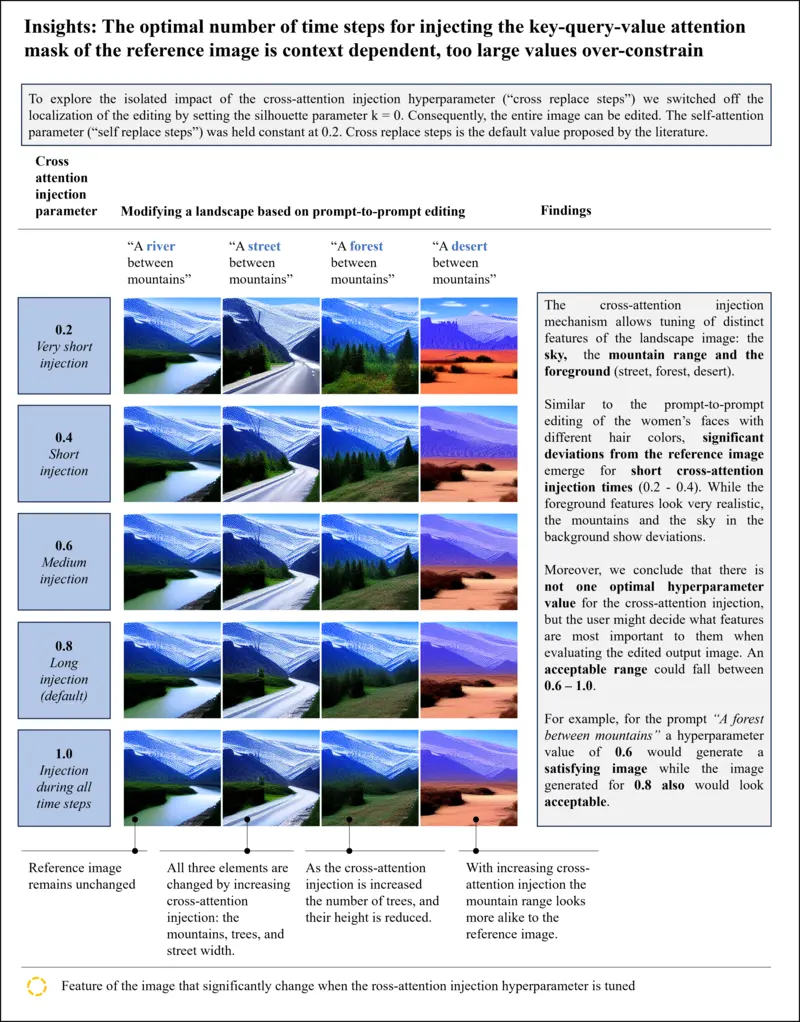 Insights: The optimal number of time steps for injecting the key-query-value attention
mask of the reference image is context dependent, too large values over-constrain
To explore the isolated impact of the cross-attention injection hyperparameter (“cross replace steps”) we switched off the
localization of the editing by setting the silhouette parameter k = 0. Consequently, the entire image can be edited. The self-attention
parameter (“self replace steps”) was held constant at 0.2. Cross replace steps is the default value proposed by the literature.
Cross
attention
injection
parameter
Modifying a landscape based on prompt-to-prompt editing
Findings
“A river
between
mountains”
“A street
between
mountains”
“A forest
between
mountains”
“A desert
between
mountains”
0.2
Very short
injection
0.4
Short
injection
0.6
Medium
injection
0.8
Long
injection
(default)
1.0
Injection
during all
time steps
The cross-attention injection
mechanism allows tuning of distinct
features of the landscape image: the
sky, the mountain range and the
foreground (street, forest, desert).
Similar to the prompt-to-prompt
editing of the women’s faces with
different hair colors, significant
deviations from the reference image
emerge for short cross-attention
injection times (0.2 - 0.4). While the
foreground features look very realistic,
the mountains and the sky in the
background show deviations.
Moreover, we conclude that there is
not one optimal hyperparameter
value for the cross-attention injection,
but the user might decide what features
are most important to them when
evaluating the edited output image. An
acceptable range could fall between
0.6 – 1.0.
For example, for the prompt “A forest
between mountains” a hyperparameter
value of 0.6 would generate a
satisfying image while the image
generated for 0.8 also would look
acceptable.
Reference image
remains unchanged
All three elements are
changed by increasing
cross-attention
injection: the
mountains, trees, and
street width.
As the cross-attention
injection is increased
the number of trees, and
their height is reduced.
With increasing cross-
attention injection the
mountain range looks
more alike to the
reference image.
Feature of the image that significantly change when the ross-attention injection hyperparameter is tuned